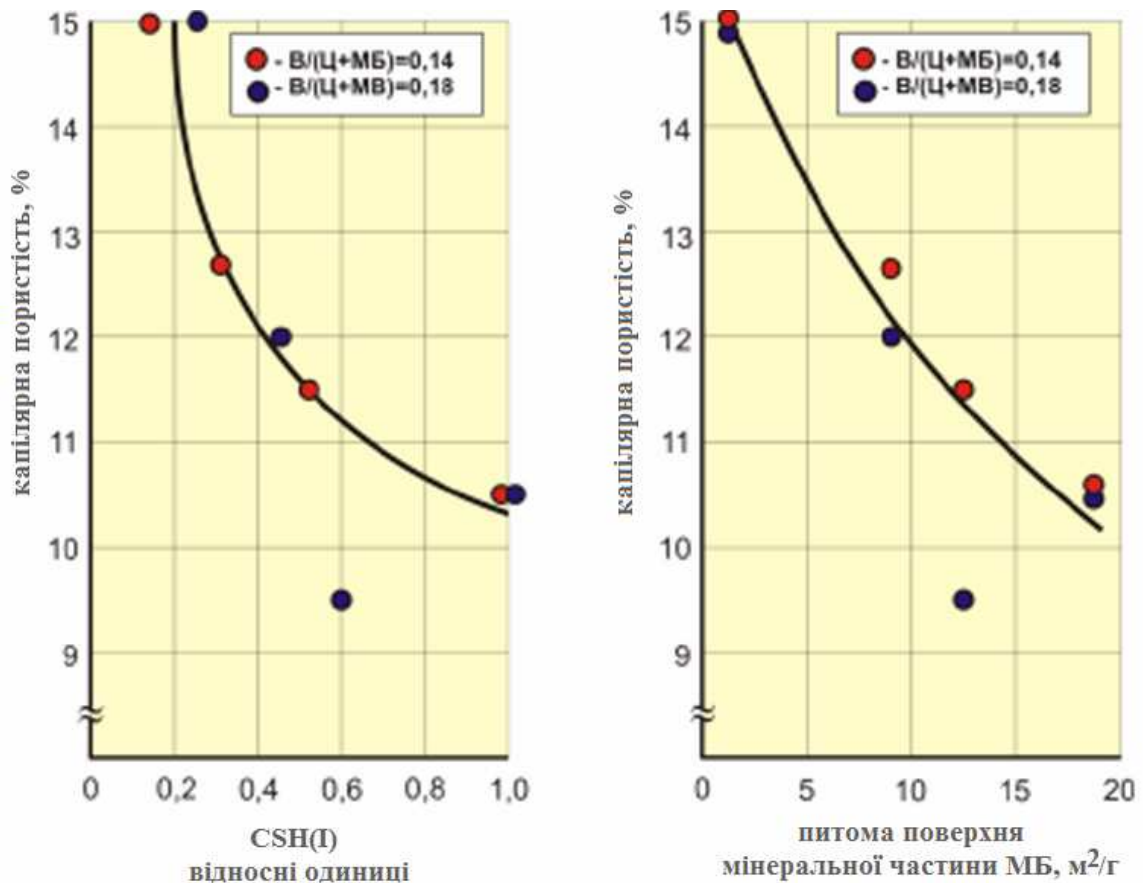 15
14
13
12
11
10
9
капілярна пористість, %
- В/(Ц+МБ)=0,14
- В/(Ц+МВ)=0,18
0 0,2 0,4 0,6 0,8 1,0
CSH(I)
відносні одиниці
15
14
13
12
11
10
9
капілярна пористість, %
- В/(Ц+МБ)=0,14
- В/(Ц+МВ)=0,18
0 5 10 15 20
питома поверхня
мінеральної частини МБ, м²/г